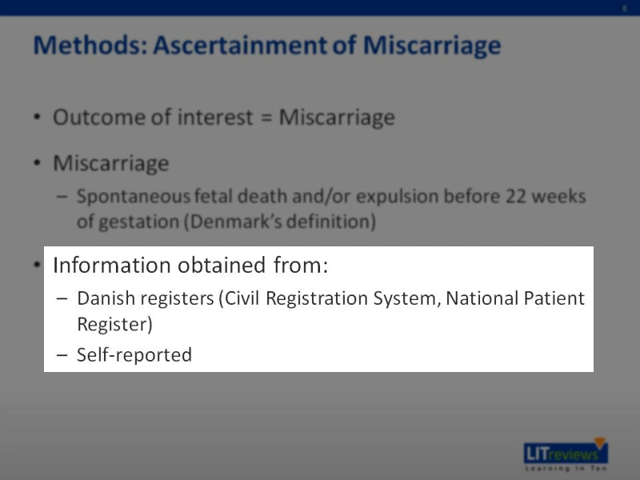 6
Methods: Ascertainment of Miscarriage
• Outcome of interest = Miscarriage
• Miscarriage
– Spontaneous fetal death and/or expulsion before 22 weeks
of gestation (Denmark's definition)
• Information obtained from:
– Danish registers (Civil Registration System, National Patient
Register)
– Self-reported
LITreviews
Learning In Ten